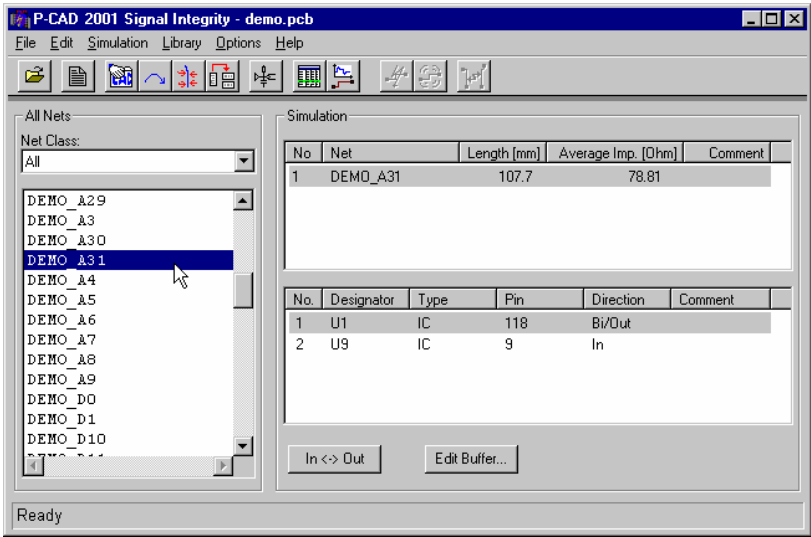 P-CAD 2001 Signal Integrity - demo.pcb
File Edit Simulation Library Options Help
All Nets
Net Class:
All
DEMO_A29
DEMO_A3
DEMO_A30
DEMO_A31
DEMO_A4
DEMO_A5
DEMO_A6
DEMO_A7
DEMO_A8
DEMO_A9
DEMO_D0
DEMO_D1
DEMO_D10
Simulation
No Net Length [mm] Average Imp. [Ohm] Comment
1 DEMO_A31 107.7 78.81
No. Designator Type Pin Direction Comment
1 U1 IC 118 Bi/Out
2 U9 IC 9 In
In <-> Out Edit Buffer...
Ready